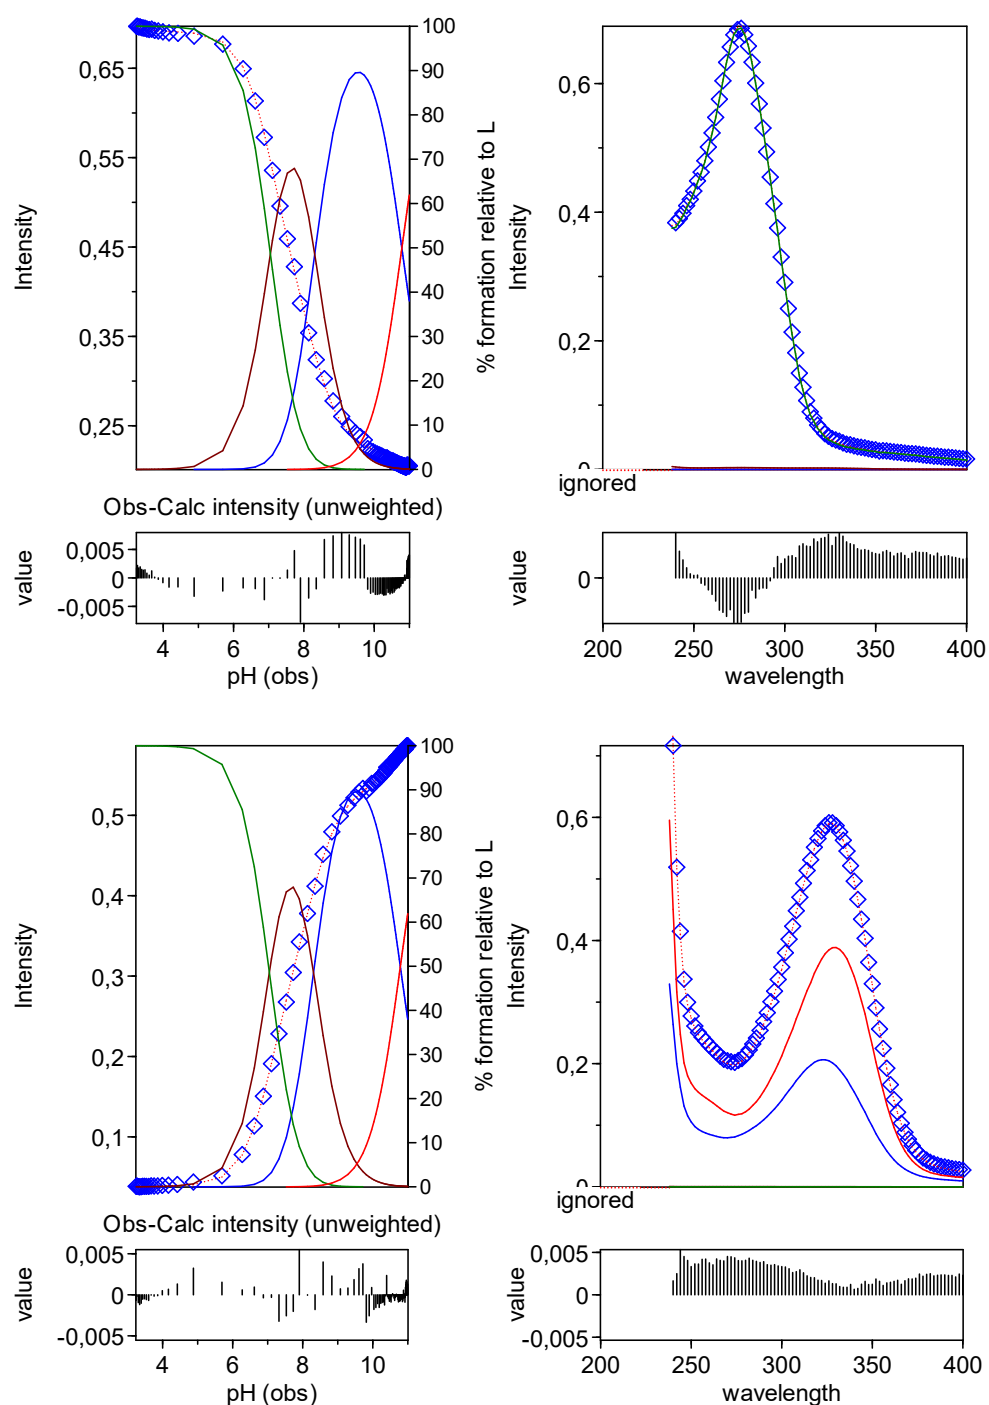 100
90
80
70
60
50
40
30
20
10
0
0,65
0,55
0,45
0,35
0,25
Intensity
% formation relative to L
0,6
0,4
0,2
0
Intensity
ignored
Obs-Calc intensity (unweighted)
0,005
0
-0,005
value
4 6 8 10
pH (obs)
0
value
200 250 300 350 400
wavelength
100
90
80
70
60
50
40
30
20
10
0
0,5
0,4
0,3
0,2
0,1
Intensity
% formation relative to L
0,6
0,4
0,2
0
Intensity
ignored
Obs-Calc intensity (unweighted)
0,005
0
-0,005
value
4 6 8 10
pH (obs)
0,005
0
-0,005
value
200 250 300 350 400
wavelength